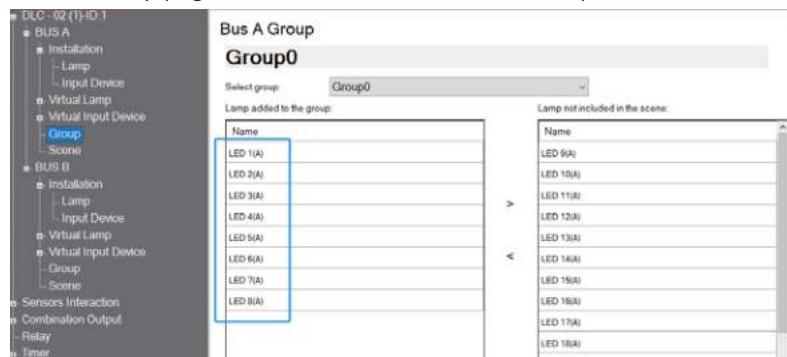 DLC - 02 (1)-ID:1
BUS A
Installation
Lamp
Input Device
Virtual Lamp
Virtual Input Device
Group
Scene
BUS B
Installation
Lamp
Input Device
Virtual Lamp
Virtual Input Device
Group
Scene
Sensors Interaction
Combination Output
Relay
Timer
Bus A Group
Group0
Select group: Group0
Lamp added to the group:
Name
LED 1(A)
LED 2(A)
LED 3(A)
LED 4(A)
LED 5(A)
LED 6(A)
LED 7(A)
LED 8(A)
>
<
Lamp not included in the scene:
Name
LED 9(A)
LED 10(A)
LED 11(A)
LED 12(A)
LED 13(A)
LED 14(A)
LED 15(A)
LED 16(A)
LED 17(A)
LED 18(A)